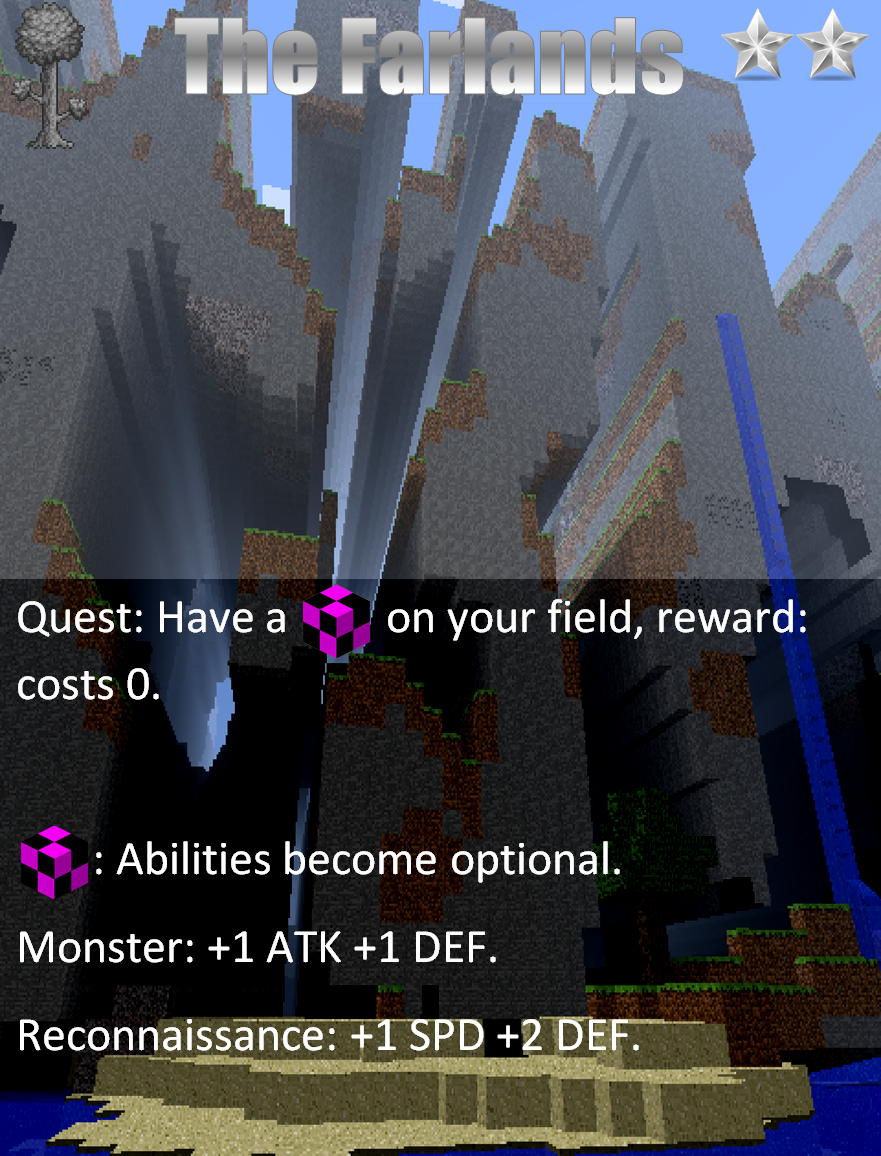 The Farlands
Quest: Have a on your field, reward:
costs 0.
: Abilities become optional.
Monster: +1 ATK +1 DEF.
Reconnaissance: +1 SPD +2 DEF.